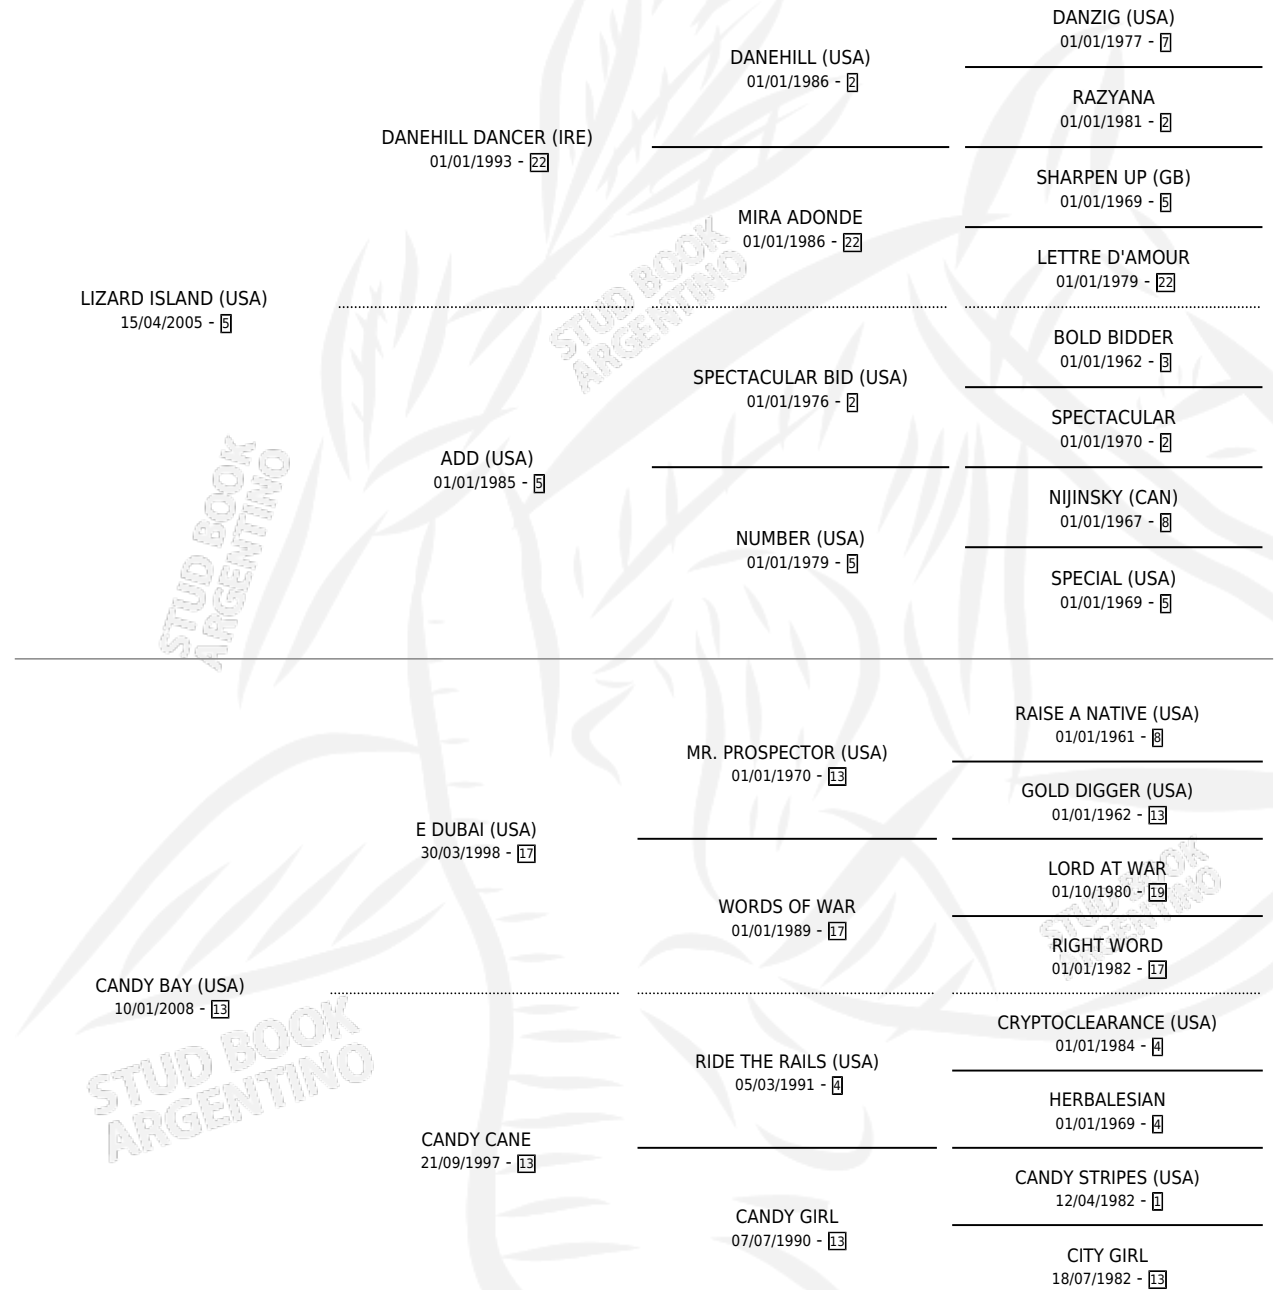 DANZIG (USA)
01/01/1977 - 7
DANEHILL (USA)
01/01/1986 - 2
RAZYANA
01/01/1981 - 2
DANEHILL DANCER (IRE)
01/01/1993 - 22
SHARPEN UP (GB)
01/01/1969 - 5
MIRA ADONDE
01/01/1986 - 22
LETTRE D'AMOUR
01/01/1979 - 22
LIZARD ISLAND (USA)
15/04/2005 - 5
BOLD BIDDER
01/01/1962 - 3
SPECTACULAR BID (USA)
01/01/1976 - 2
SPECTACULAR
01/01/1970 - 2
ADD (USA)
01/01/1985 - 5
NIJINSKY (CAN)
01/01/1967 - 8
NUMBER (USA)
01/01/1979 - 5
SPECIAL (USA)
01/01/1969 - 5
STUD BOOK
ARGENTINO
STUD BOOK
ARGENTINO
RAISE A NATIVE (USA)
01/01/1961 - 8
MR. PROSPECTOR (USA)
01/01/1970 - 13
GOLD DIGGER (USA)
01/01/1962 - 13
E DUBAI (USA)
30/03/1998 - 17
LORD AT WAR
01/10/1980 - 19
WORDS OF WAR
01/01/1989 - 17
RIGHT WORD
01/01/1982 - 17
CANDY BAY (USA)
10/01/2008 - 13
CRYPTOCLEARANCE (USA)
01/01/1984 - 4
RIDE THE RAILS (USA)
05/03/1991 - 4
HERBALESIAN
01/01/1969 - 4
CANDY CANE
21/09/1997 - 13
CANDY STRIPES (USA)
12/04/1982 - 1
CANDY GIRL
07/07/1990 - 13
CITY GIRL
18/07/1982 - 13
STUD BOOK
ARGENTINO
STUD BOOK
ARGENTINO